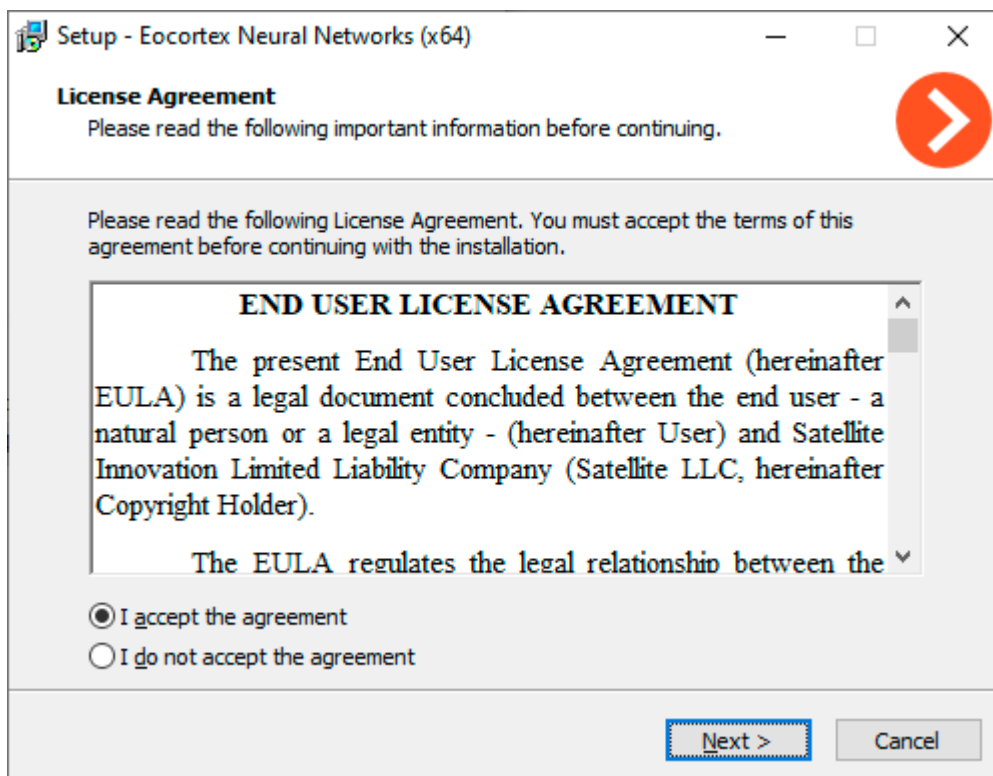 Setup - Eocortex Neural Networks (x64)
License Agreement
Please read the following important information before continuing.
Please read the following License Agreement. You must accept the terms of this
agreement before continuing with the installation.
END USER LICENSE AGREEMENT
The present End User License Agreement (hereinafter
EULA) is a legal document concluded between the end user - a
natural person or a legal entity - (hereinafter User) and Satellite
Innovation Limited Liability Company (Satellite LLC, hereinafter
Copyright Holder).
The EULA regulates the legal relationship between the
I accept the agreement
I do not accept the agreement
Next >
Cancel